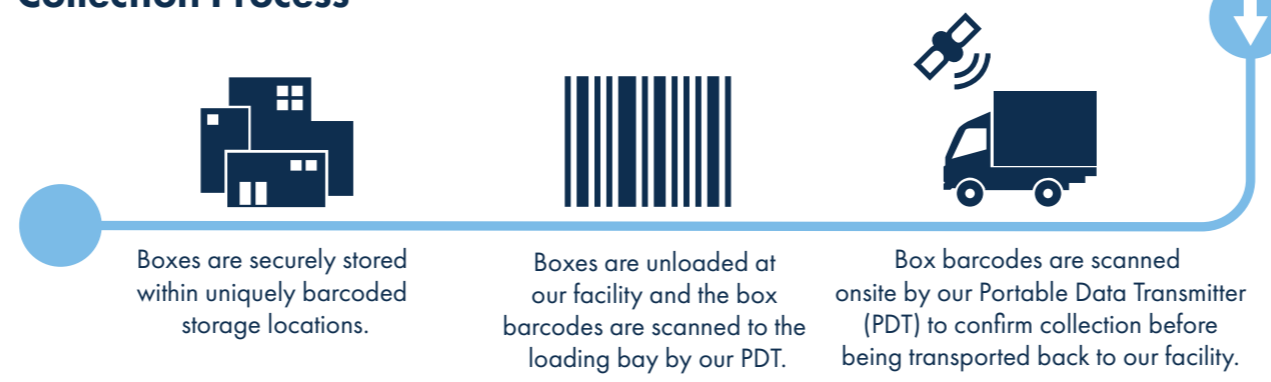 Collection Process
Boxes are securely stored
within uniquely barcoded
storage locations.
Boxes are unloaded at
our facility and the box
barcodes are scanned to the
loading bay by our PDT.
Box barcodes are scanned
onsite by our Portable Data Transmitter
(PDT) to confirm collection before
being transported back to our facility.